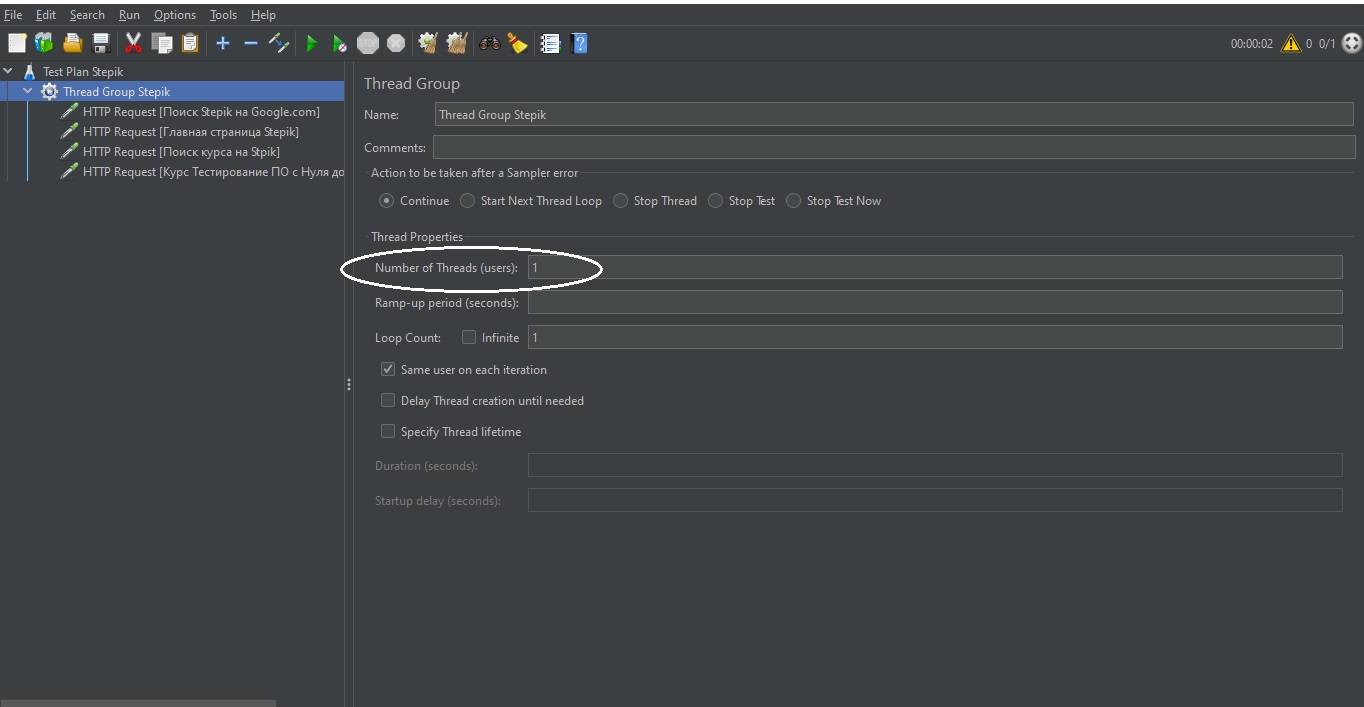 File Edit Search Run Options Tools Help
00:00:02 0 0/1
Test Plan Stepik
Thread Group Stepik
HTTP Request [Поиск Stepik на Google.com]
HTTP Request [Главная страница Stepik]
HTTP Request [Поиск курса на Stpik]
HTTP Request [Курс Тестирование ПО с Нуля до
Thread Group
Name: Thread Group Stepik
Comments:
Action to be taken after a Sampler error
Continue Start Next Thread Loop Stop Thread Stop Test Stop Test Now
Thread Properties
Number of Threads (users): 1
Ramp-up period (seconds):
Loop Count: Infinite 1
Same user on each iteration
Delay Thread creation until needed
Specify Thread lifetime
Duration (seconds):
Startup delay (seconds):